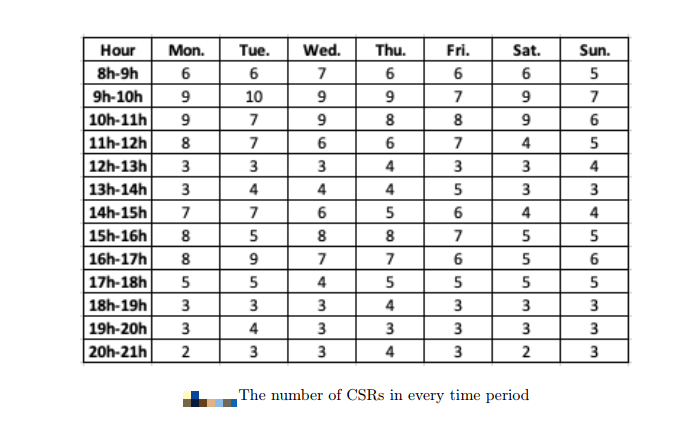 Hour Mon. Tue. Wed. Thu. Fri. Sat. Sun.
8h-9h 6 6 7 6 6 6 5
9h-10h 9 10 9 9 7 9 7
10h-11h 9 7 9 8 8 9 6
11h-12h 8 7 6 6 7 4 5
12h-13h 3 3 3 4 3 3 4
13h-14h 3 4 4 4 5 3 3
14h-15h 7 7 6 5 6 4 4
15h-16h 8 5 8 8 7 5 5
16h-17h 8 9 7 7 6 5 6
17h-18h 5 5 4 5 5 5 5
18h-19h 3 3 3 4 3 3 3
19h-20h 3 4 3 3 3 3 3
20h-21h 2 3 3 4 3 2 3
The number of CSRs in every time period